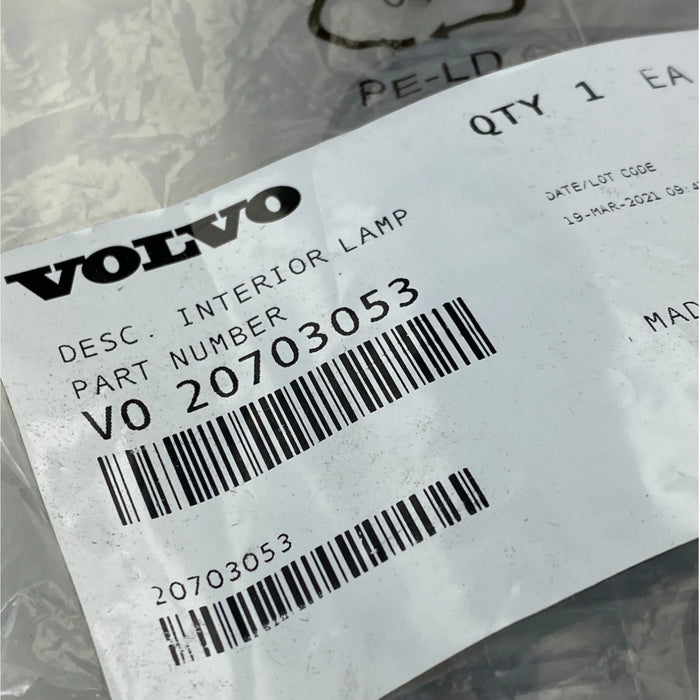 PE-LD
QTY 1 EA
DATE/LOT CODE
19-MAR-2021
VOLVO
DESC. INTERIOR LAMP
PART NUMBER
VO 20703053
20703053